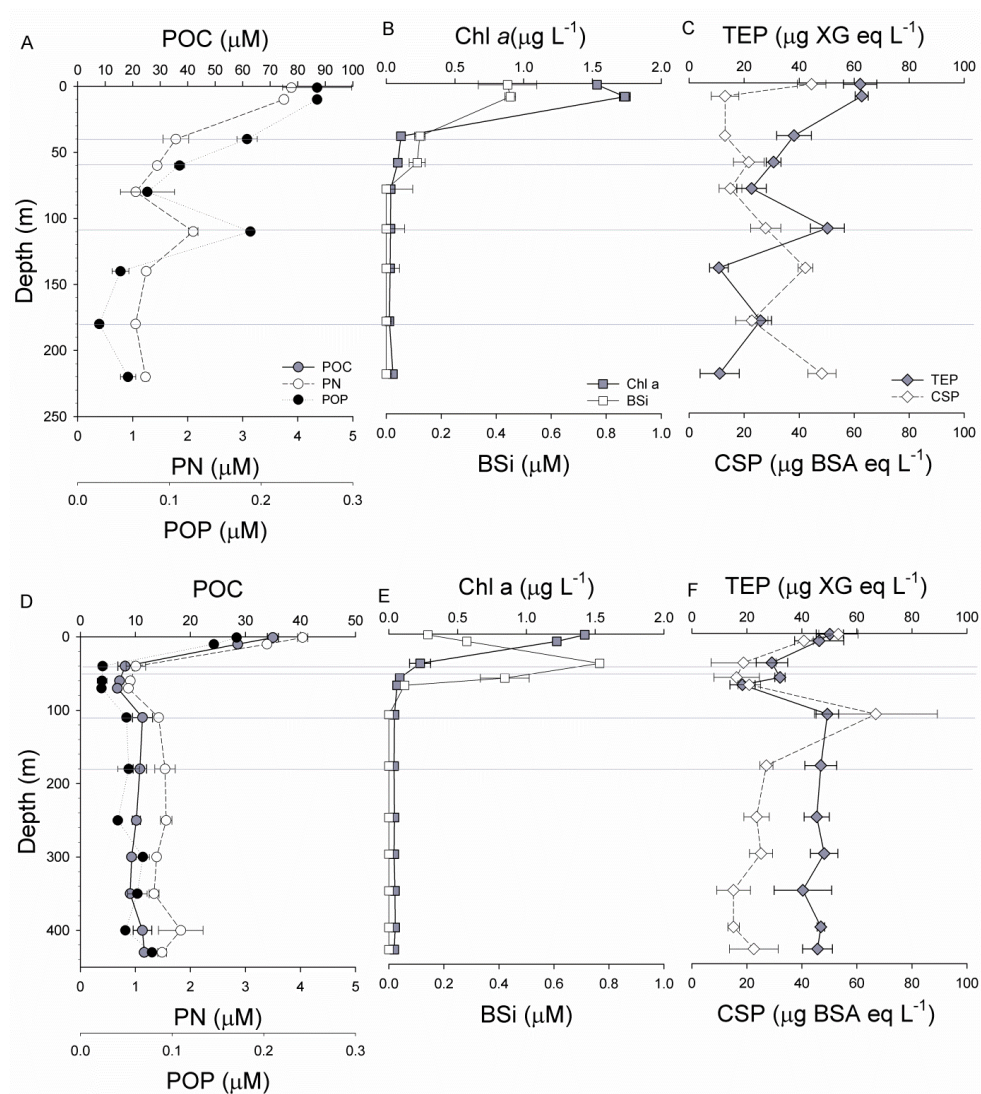 A
POC (μM)
0 10 20 30 40 50 60 70 80 90 100
Depth (m)
0
50
100
150
200
250
POC
PN
POP
0 1 2 3 4 5
PN (μM)
0.0 0.1 0.2 0.3
POP (μM)
B
Chl a(μg L-1)
0.0 0.5 1.0 1.5 2.0
Chl a
BSi
0.0 0.2 0.4 0.6 0.8 1.0
BSi (μM)
C
TEP (μg XG eq L-1)
0 20 40 60 80 100
TEP
CSP
0 20 40 60 80 100
CSP (μg BSA eq L-1)
D
POC
0 10 20 30 40 50
Depth (m)
0
100
200
300
400
0 1 2 3 4 5
PN (μM)
0.0 0.1 0.2 0.3
POP (μM)
E
Chl a (μg L-1)
0.0 0.5 1.0 1.5 2.0
0.0 0.2 0.4 0.6 0.8 1.0
BSi (μM)
F
TEP (μg XG eq L-1)
0 20 40 60 80 100
0 20 40 60 80 100
CSP (μg BSA eq L-1)